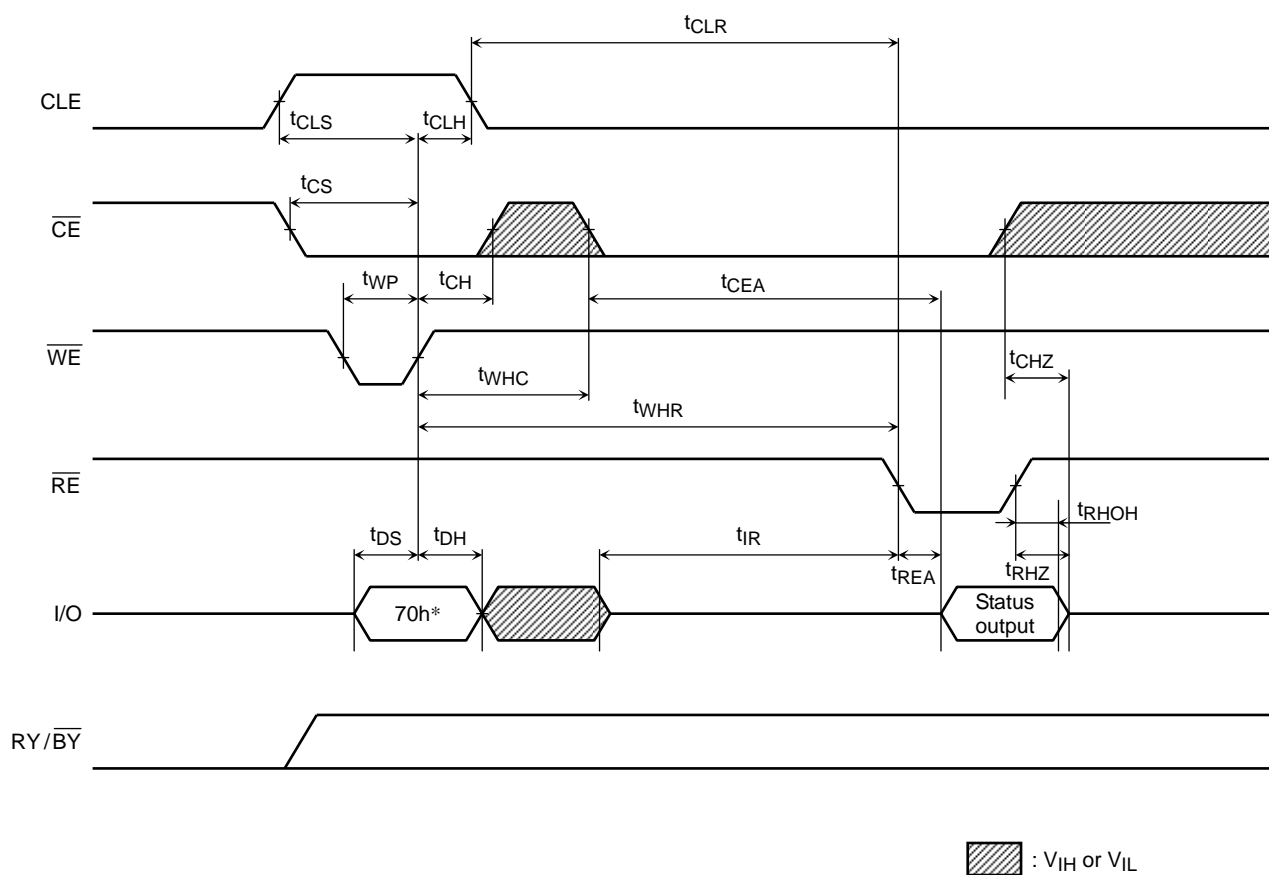 tCLR
CLE
tCLS
tCLH
tCS
CE
tWP
tCH
tCEA
WE
tCHZ
tWHC
tWHR
RE
tRHOH
tDS
tDH
tIR
tREA
tRHZ
I/O
70h*
Status
output
RY/BY
: VIH or VIL